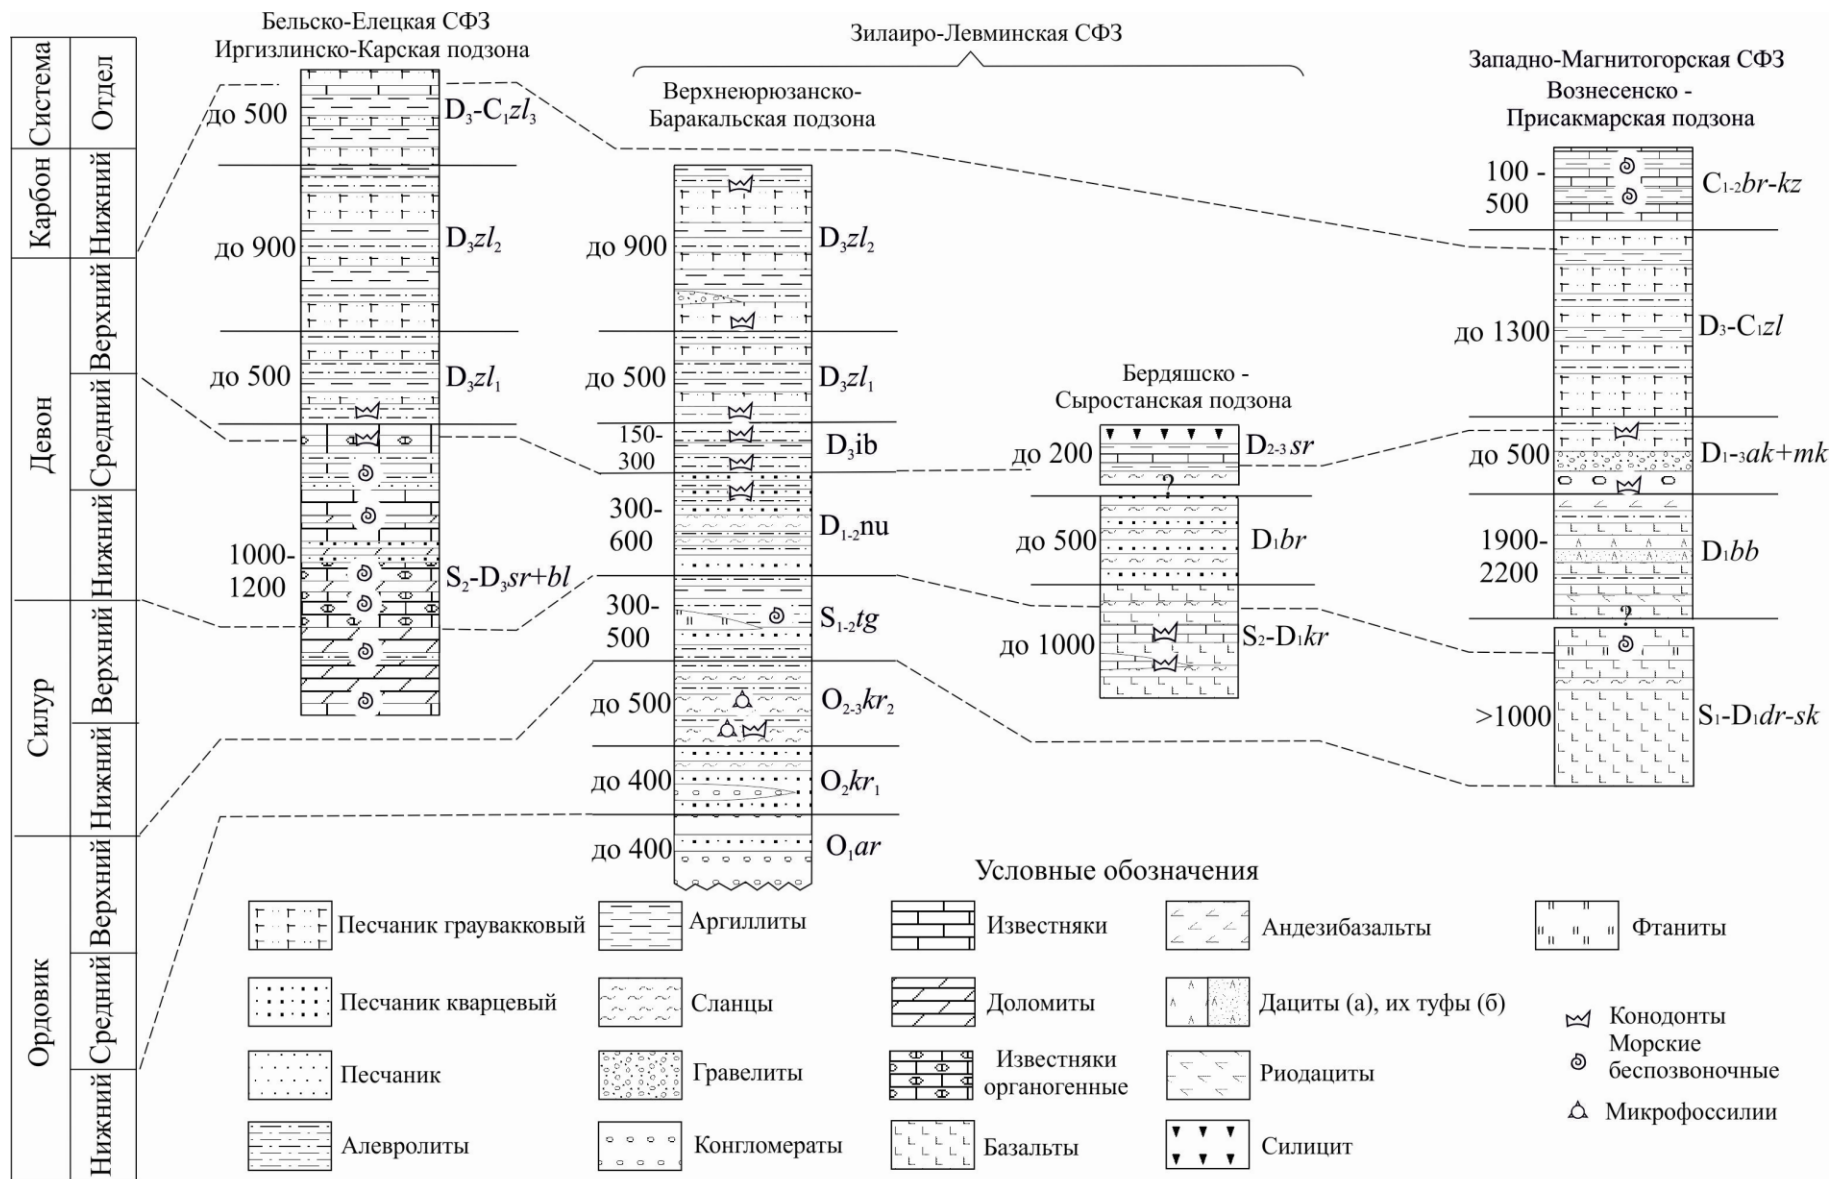 Бельско-Елецкая СФЗ
Иргизлинско-Карская подзона
Зилаиро-Левминская СФЗ
Верхнеюрюзанско-
Баракальская подзона
Западно-Магнитогорская СФЗ
Вознесенско -
Присакмарская подзона
Система
Отдел
Карбон
Нижний
Девон
Верхний
Средний
Нижний
Силур
Верхний
Нижний
Ордовик
Верхний
Средний
Нижний
до 500
D₃-C₁zl₃
до 900
D₃zl₂
до 500
D₃zl₁
1000-
1200
S₂-D₃sr+bl
до 900
D₃zl₂
до 500
D₃zl₁
150-
300
D₃ib
300-
600
D₁₋₂nu
300-
500
S₁₋₂tg
до 500
O₂₋₃kr₂
до 400
O₂kr₁
до 400
O₁ar
Бердяшско -
Сыростанская подзона
до 200
D₂₋₃sr
?
до 500
D₁br
до 1000
S₂-D₁kr
100 -
500
C₁₋₂br-kz
до 1300
D₃-C₁zl
до 500
D₁-₃ak+mk
1900-
2200
D₁bb
?
>1000
S₁-D₁dr-sk
Условные обозначения
Песчаник граувакковый
Аргиллиты
Известняки
Андезибазальты
Фтаниты
Песчаник кварцевый
Сланцы
Доломиты
Дациты (а), их туфы (б)
Конодонты
Песчаник
Гравелиты
Известняки
органогенные
Риодациты
Морские
беспозвоночные
Алевролиты
Конгломераты
Базальты
Силицит
Микрофоссилии